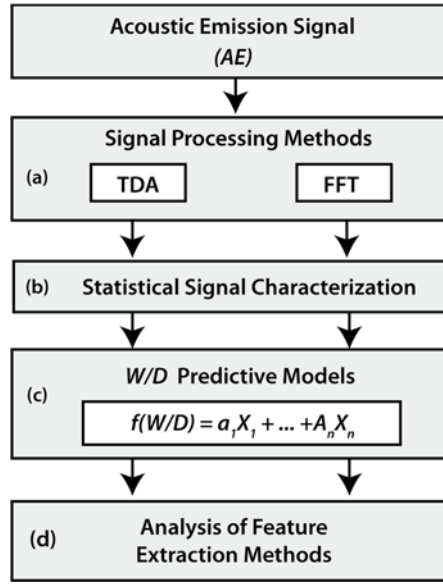 Acoustic Emission Signal
(AE)
Signal Processing Methods
(a)
TDA FFT
(b) Statistical Signal Characterization
W/D Predictive Models
(c)
f(W/D) = a₁X₁ + ... +AₙXₙ
(d) Analysis of Feature
Extraction Methods